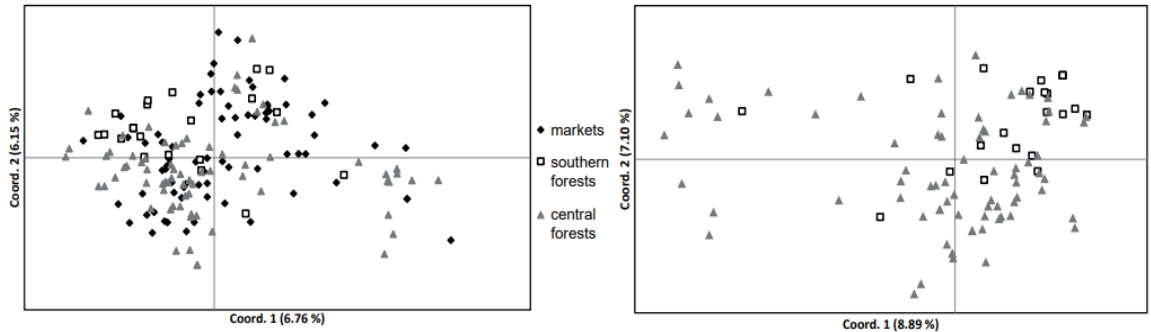 Coord. 2 (6.15 %)
Coord. 1 (6.76 %)
markets
southern
forests
central
forests
Coord. 2 (7.10 %)
Coord. 1 (8.89 %)